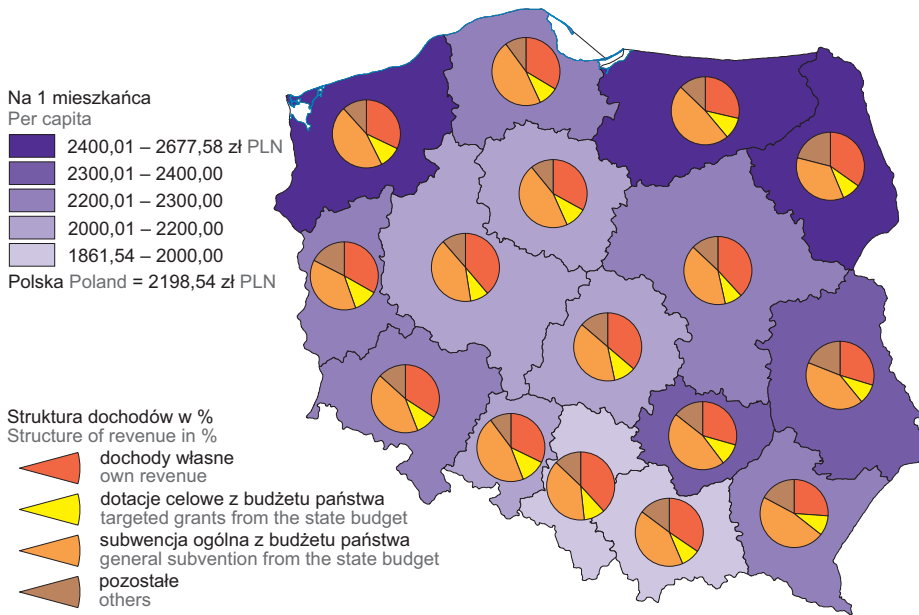 Na 1 mieszkańca
Per capita
2400,01 – 2677,58 zł PLN
2300,01 – 2400,00
2200,01 – 2300,00
2000,01 – 2200,00
1861,54 – 2000,00
Polska Poland = 2198,54 zł PLN
Struktura dochodów w %
Structure of revenue in %
dochody własne
own revenue
dotacje celowe z budżetu państwa
targeted grants from the state budget
subwencja ogólna z budżetu państwa
general subvention from the state budget
pozostałe
others